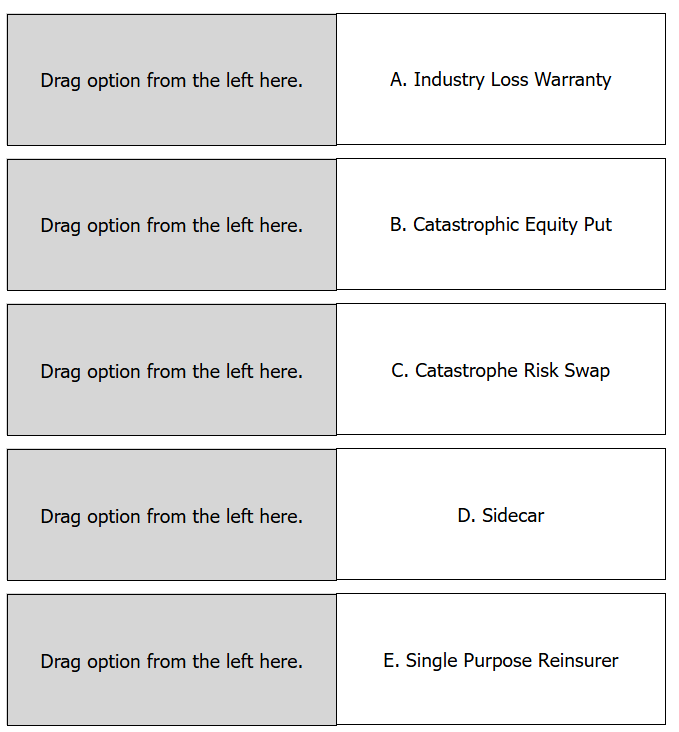 Drag option from the left here.
A. Industry Loss Warranty
Drag option from the left here.
B. Catastrophic Equity Put
Drag option from the left here.
C. Catastrophe Risk Swap
Drag option from the left here.
D. Sidecar
Drag option from the left here.
E. Single Purpose Reinsurer